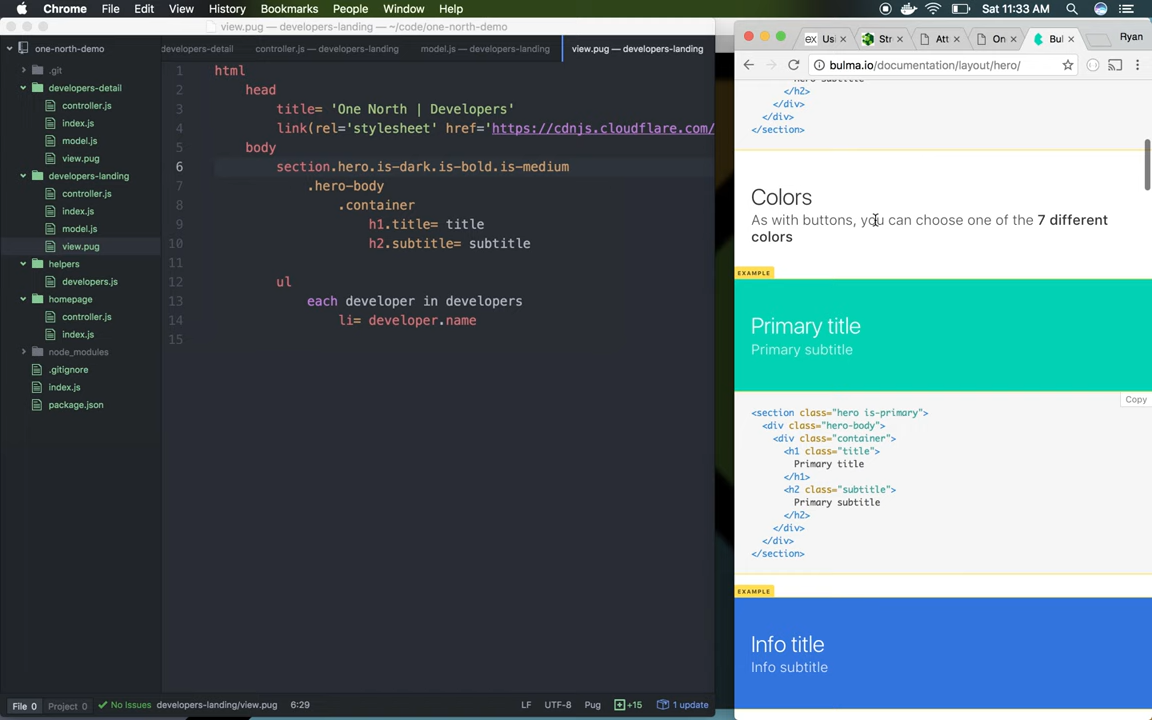 Chrome File Edit View History Bookmarks People Window Help Sat 11:33 AM
view.pug — developers-landing — ~/code/one-north-demo
one-north-demo
.git
developers-detail
controller.js
index.js
model.js
view.pug
developers-landing
controller.js
index.js
model.js
view.pug
helpers
developers.js
homepage
controller.js
index.js
node_modules
.gitignore
index.js
package.json
developers-detail controller.js — developers-landing model.js — developers-landing view.pug — developers-landing
1 html
2 head
3 title= 'One North | Developers'
4 link(rel='stylesheet' href='https://cdnjs.cloudflare.com/
5 body
6 section.hero.is-dark.is-bold.is-medium
7 .hero-body
8 .container
9 h1.title= title
10 h2.subtitle= subtitle
11
12 ul
13 each developer in developers
14 li= developer.name
15
File 0 Project 0 No Issues developers-landing/view.pug 6:29 LF UTF-8 Pug +15 1 update
ex Usi Str Att On Bul Ryan
bulma.io/documentation/layout/hero/
</h2>
</div>
</div>
</section>
Colors
As with buttons, you can choose one of the 7 different
colors
EXAMPLE
Primary title
Primary subtitle
Copy
<section class="hero is-primary">
<div class="hero-body">
<div class="container">
<h1 class="title">
Primary title
</h1>
<h2 class="subtitle">
Primary subtitle
</h2>
</div>
</div>
</section>
EXAMPLE
Info title
Info subtitle